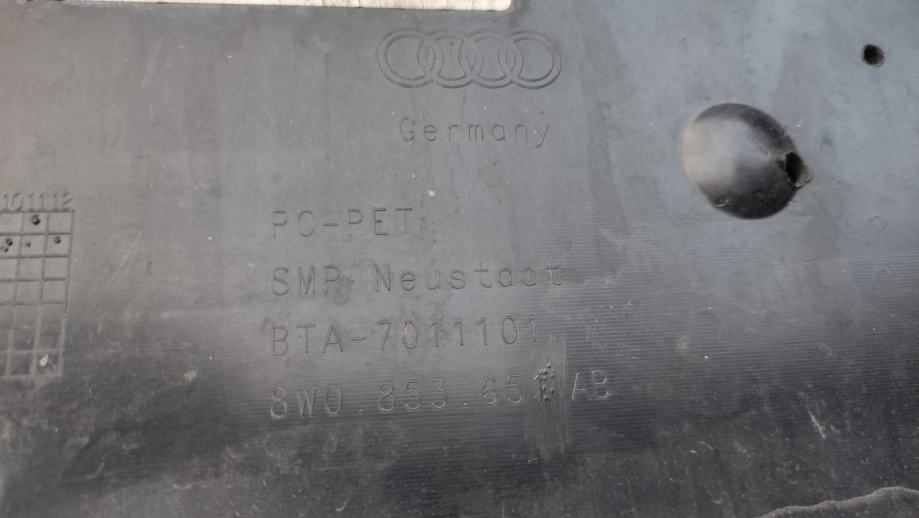 Germany
101112
PC-PET
SMP Neustadt
BTA-7011101
8W0.853.651 AB